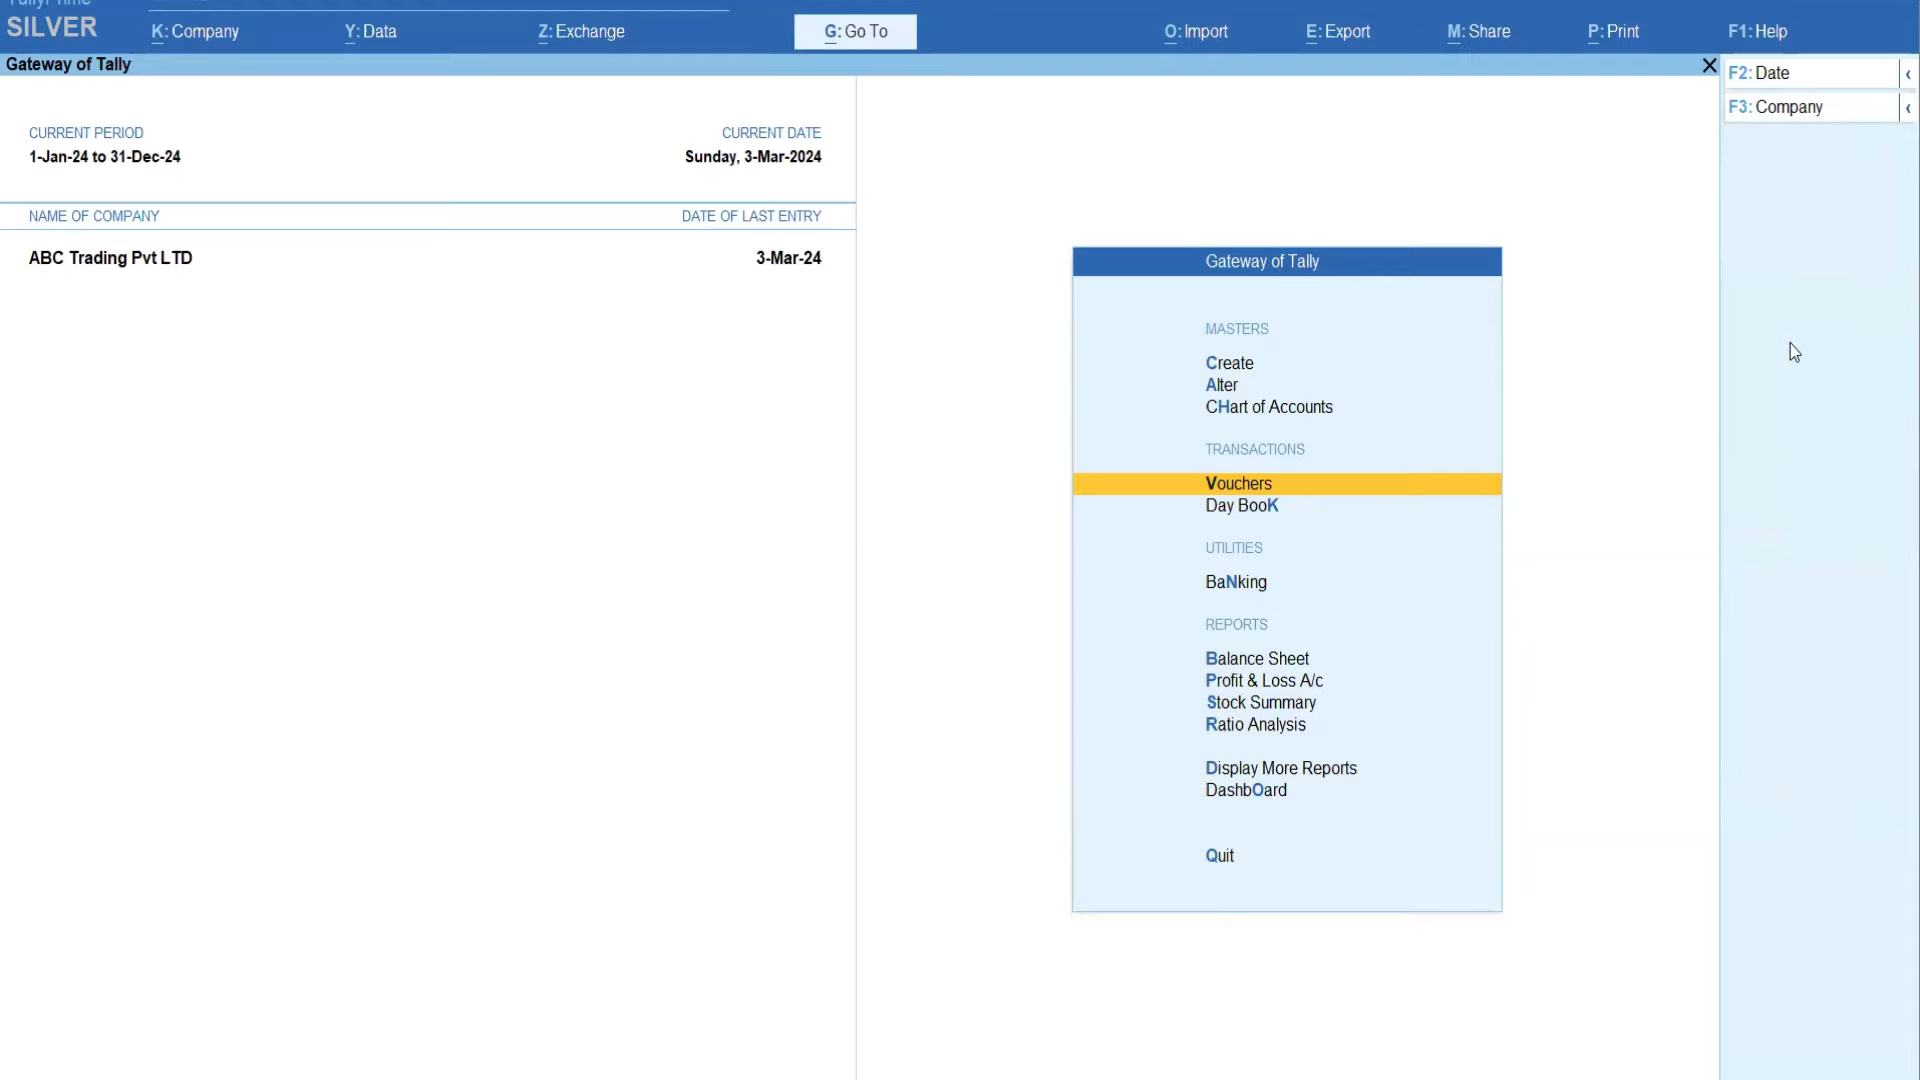 SILVER
K: Company
Y: Data
Z: Exchange
G: Go To
O: Import
E: Export
M: Share
P: Print
F1: Help
Gateway of Tally
X
F2: Date
F3: Company
CURRENT PERIOD
CURRENT DATE
1-Jan-24 to 31-Dec-24
Sunday, 3-Mar-2024
NAME OF COMPANY
DATE OF LAST ENTRY
ABC Trading Pvt LTD
3-Mar-24
Gateway of Tally
MASTERS
Create
Alter
CHart of Accounts
TRANSACTIONS
Vouchers
Day BooK
UTILITIES
BaNking
REPORTS
Balance Sheet
Profit & Loss A/c
Stock Summary
Ratio Analysis
Display More Reports
DashbOard
Quit